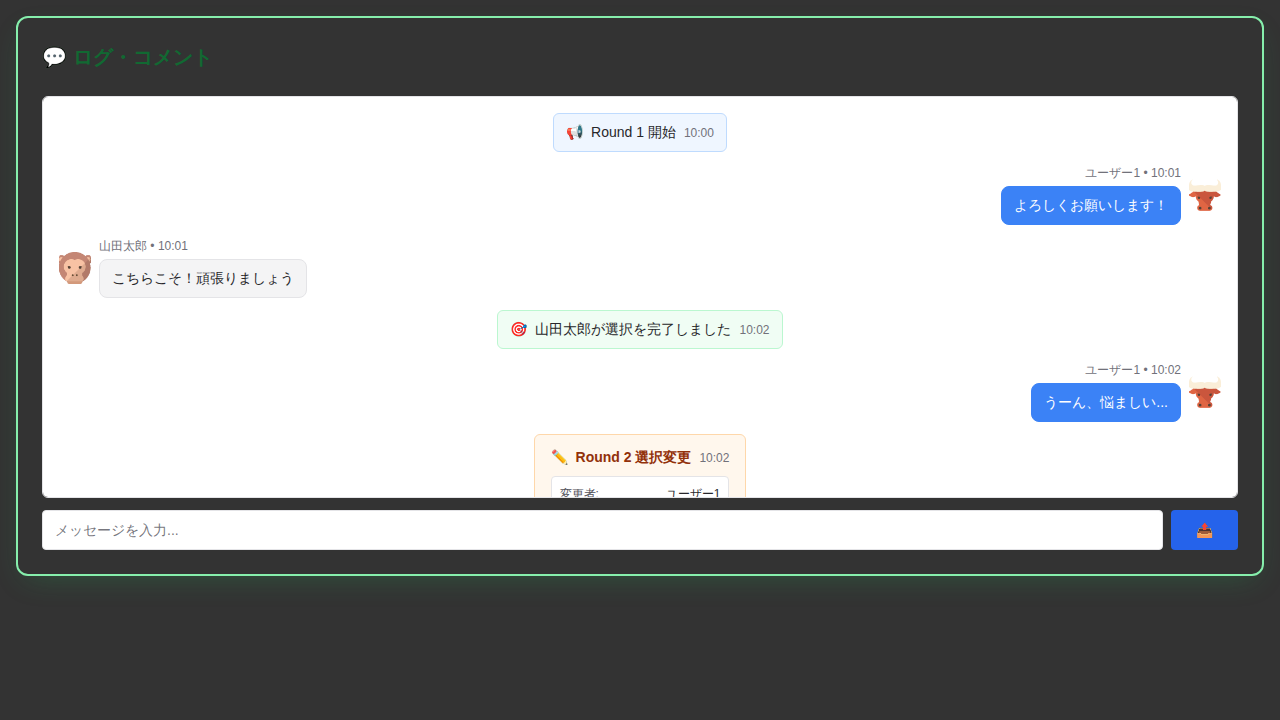 💬 ログ・コメント
📢 Round 1 開始 10:00
ユーザー1 • 10:01
よろしくお願いします！
山田太郎 • 10:01
こちらこそ！頑張りましょう
🎯 山田太郎が選択を完了しました 10:02
ユーザー1 • 10:02
うーん、悩ましい...
✏️ Round 2 選択変更 10:02
変更者: ユーザー1
メッセージを入力...
📤